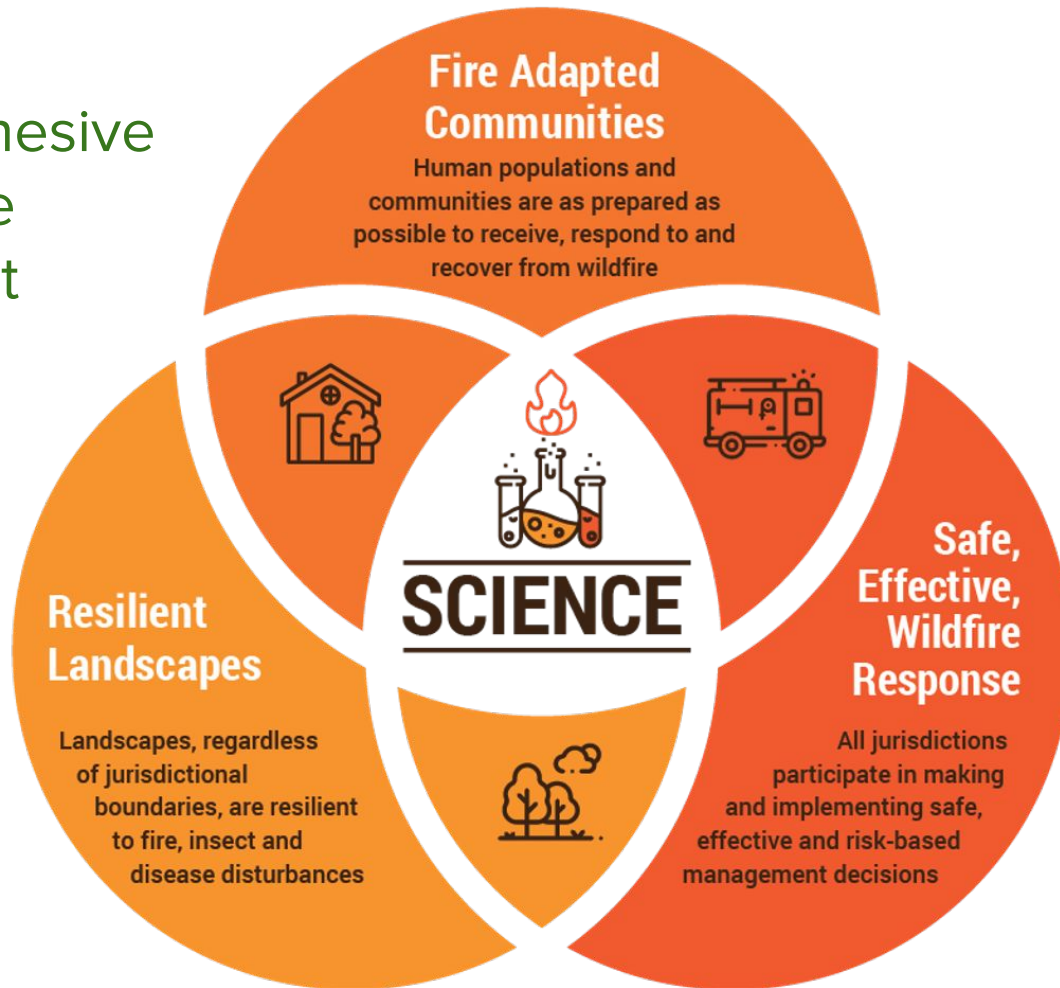 Fire Adapted
Communities
Human populations and
communities are as prepared as
possible to receive, respond to and
recover from wildfire
SCIENCE
Resilient
Landscapes
Landscapes, regardless
of jurisdictional
boundaries, are resilient
to fire, insect and
disease disturbances
Safe,
Effective,
Wildfire
Response
All jurisdictions
participate in making
and implementing safe,
effective and risk-based
management decisions